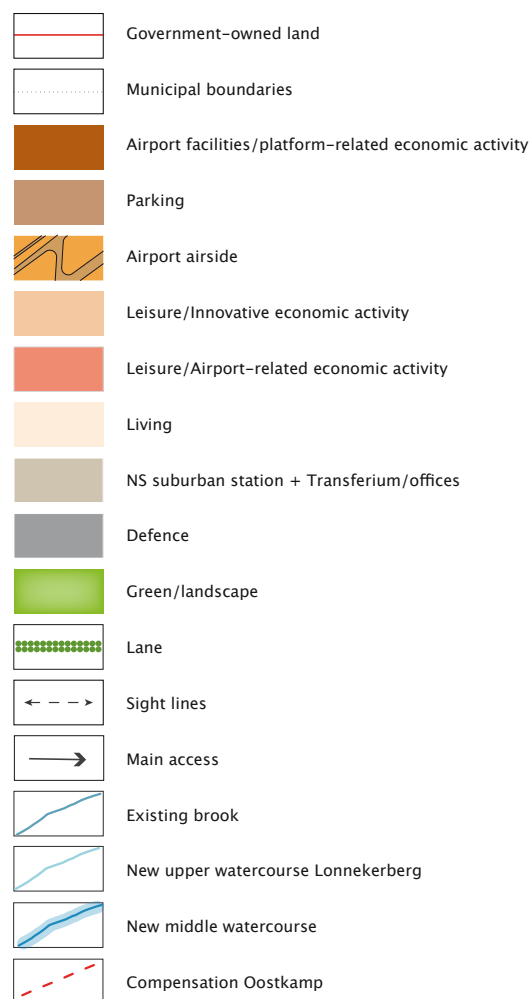 Government-owned land
Municipal boundaries
Airport facilities/platform-related economic activity
Parking
Airport airside
Leisure/Innovative economic activity
Leisure/Airport-related economic activity
Living
NS suburban station + Transferium/offices
Defence
Green/landscape
Lane
Sight lines
Main access
Existing brook
New upper watercourse Lonnekerberg
New middle watercourse
Compensation Oostkamp